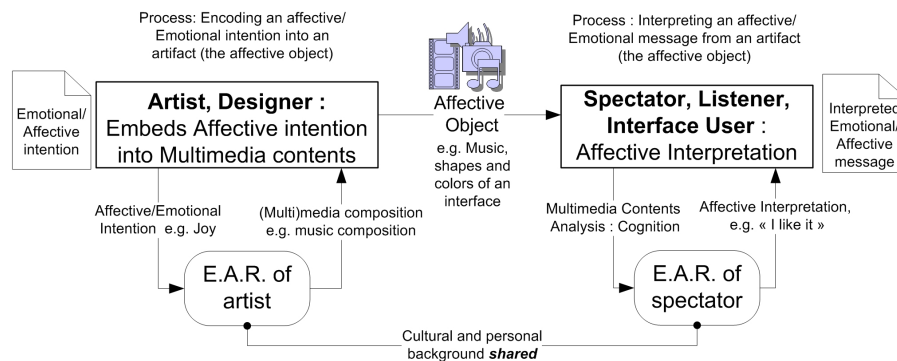 Process: Encoding an affective/
Emotional intention into an
artifact (the affective object)
Process : Interpreting an affective/
Emotional message from an artifact
(the affective object)
Emotional/
Affective
intention
Artist, Designer :
Embeds Affective intention
into Multimedia contents
Affective
Object
e.g. Music,
shapes and
colors of an
interface
Spectator, Listener,
Interface User :
Affective Interpretation
Interpreted
Emotional/
Affective
message
Affective/Emotional
Intention e.g. Joy
(Multi)media composition
e.g. music composition
Multimedia Contents
Analysis : Cognition
Affective Interpretation,
e.g. « I like it »
E.A.R. of
artist
E.A.R. of
spectator
Cultural and personal
background shared